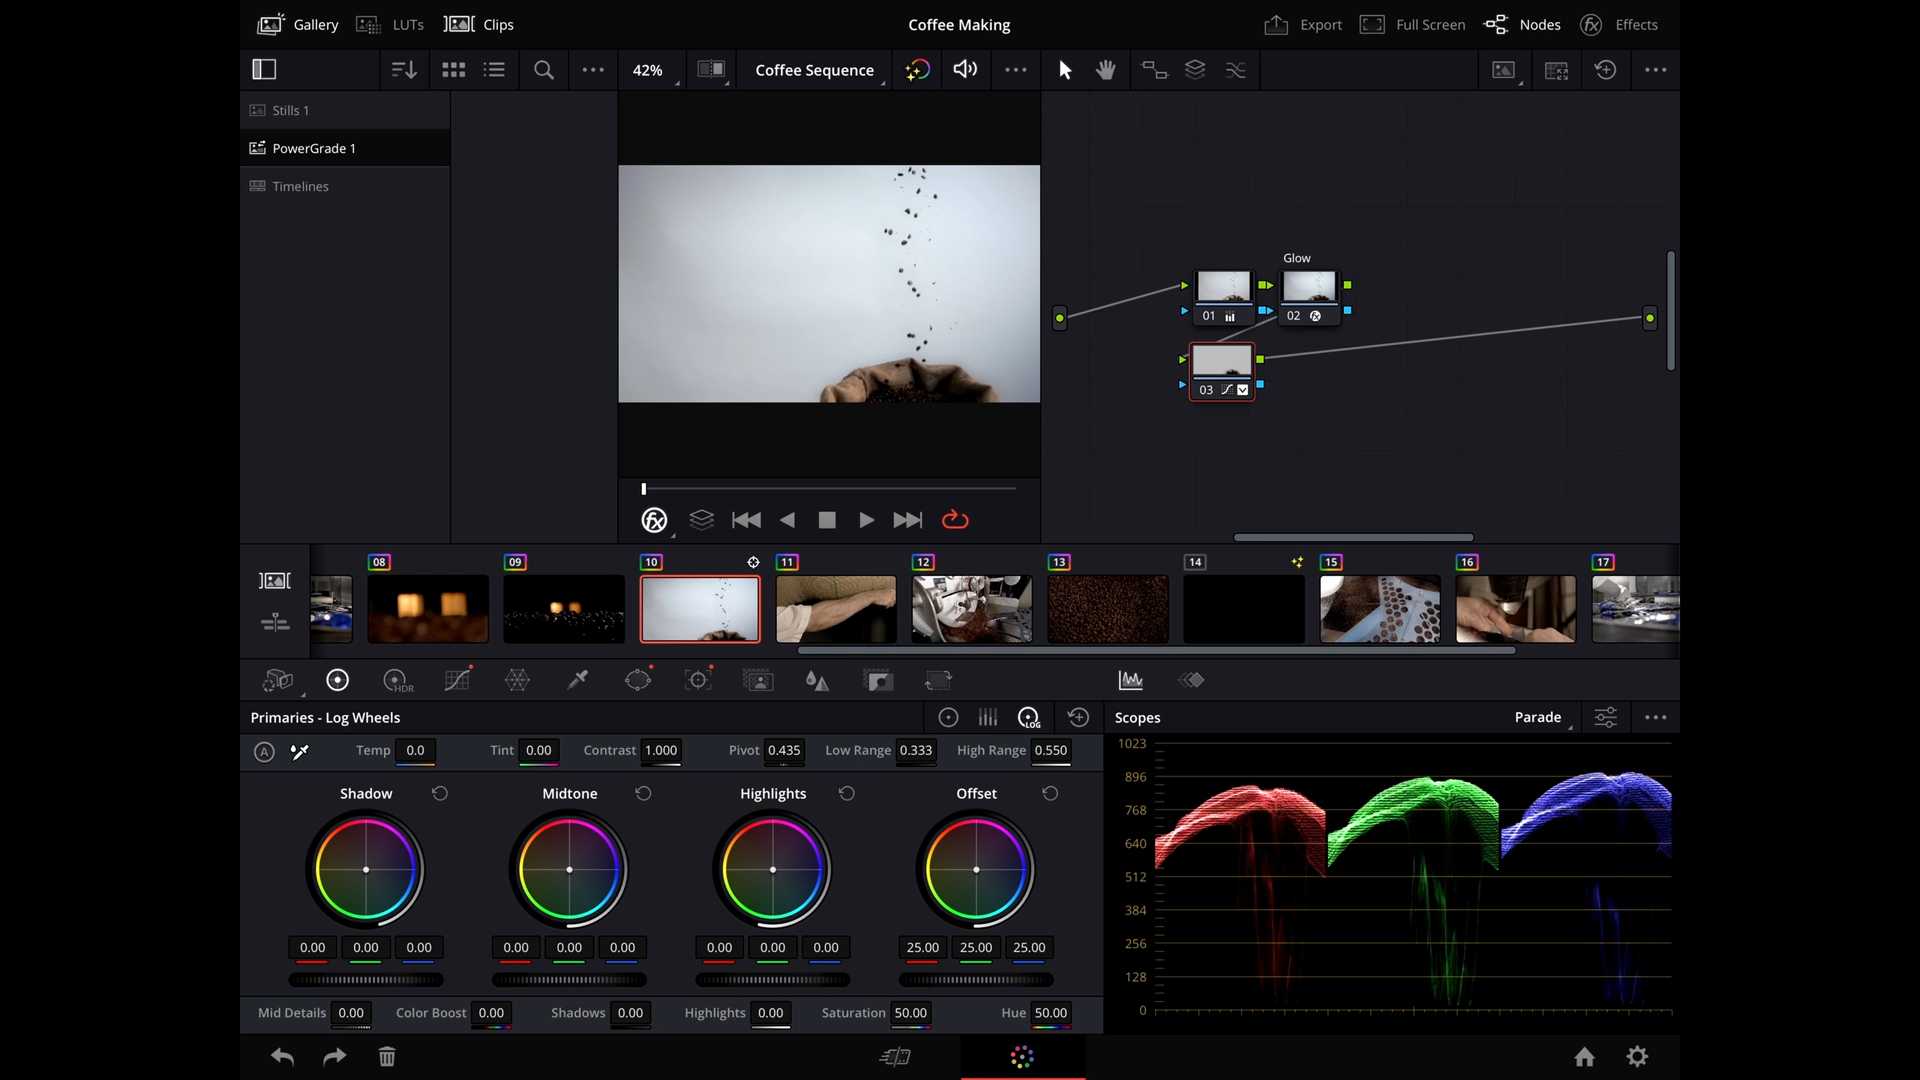 Gallery LUTs Clips Coffee Making Export Full Screen Nodes Effects
42% Coffee Sequence
Stills 1
PowerGrade 1
Timelines
Glow
01 02
03
08 09 10 11 12 13 14 15 16 17
HDR
Primaries - Log Wheels LOG Scopes Parade
A Temp 0.0 Tint 0.00 Contrast 1.000 Pivot 0.435 Low Range 0.333 High Range 0.550
Shadow Midtone Highlights Offset
0.00 0.00 0.00 0.00 0.00 0.00 0.00 0.00 0.00 25.00 25.00 25.00
Mid Details 0.00 Color Boost 0.00 Shadows 0.00 Highlights 0.00 Saturation 50.00 Hue 50.00
1023
896
768
640
512
384
256
128
0